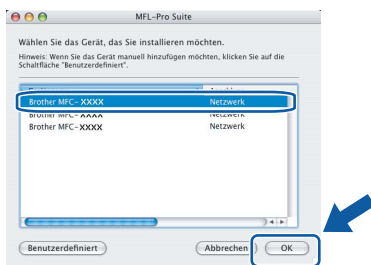 MFL-Pro Suite
Wählen Sie das Gerät, das Sie installieren möchten.
Hinweis: Wenn Sie das Gerät manuell hinzufügen möchten, klicken Sie auf die
Schaltfläche "Benutzerdefiniert".
Brother MFC- XXXX Netzwerk
Brother MFC- XXXX Netzwerk
Brother MFC- XXXX Netzwerk
Benutzerdefiniert Abbrechen OK